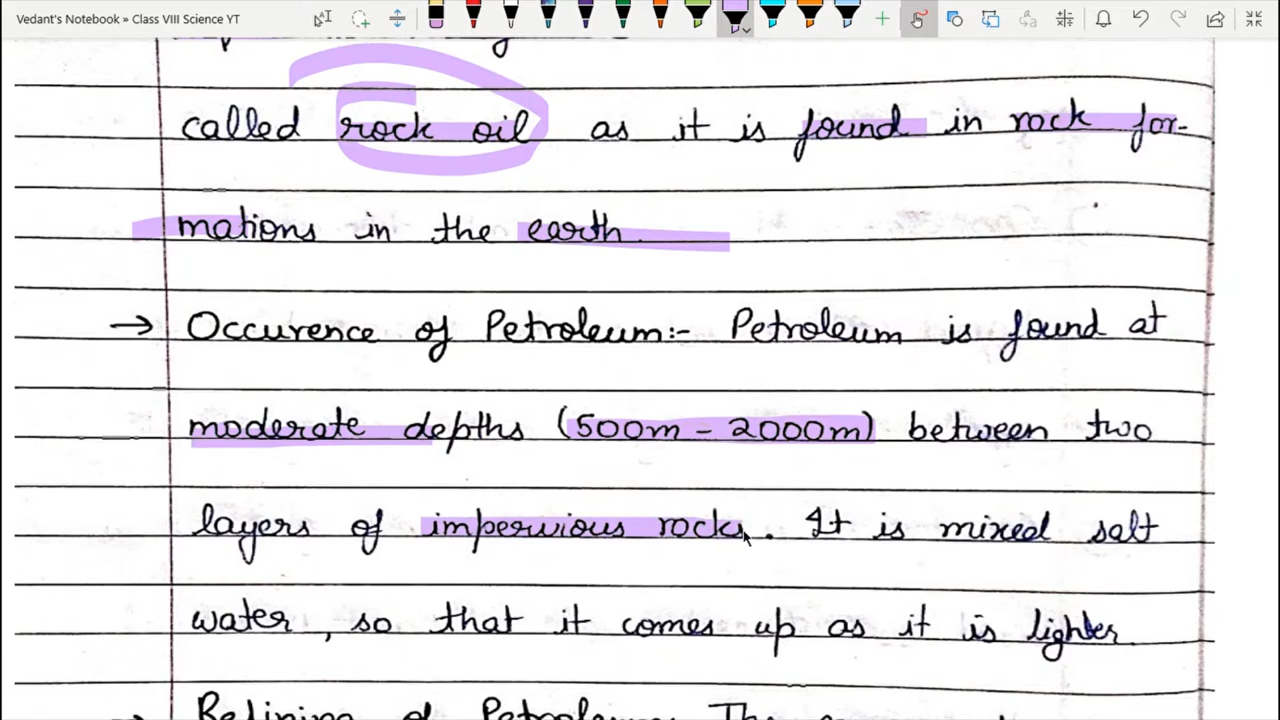 Vedant's Notebook » Class VIII Science YT
called rock oil as it is found in rock for-
mations in the earth.
→ Occurence of Petroleum:- Petroleum is found at
moderate depths (500m - 2000m) between two
layers of impervious rocks. It is mixed salt
water, so that it comes up as it is lighter.
→ Refining of Petroleum: The